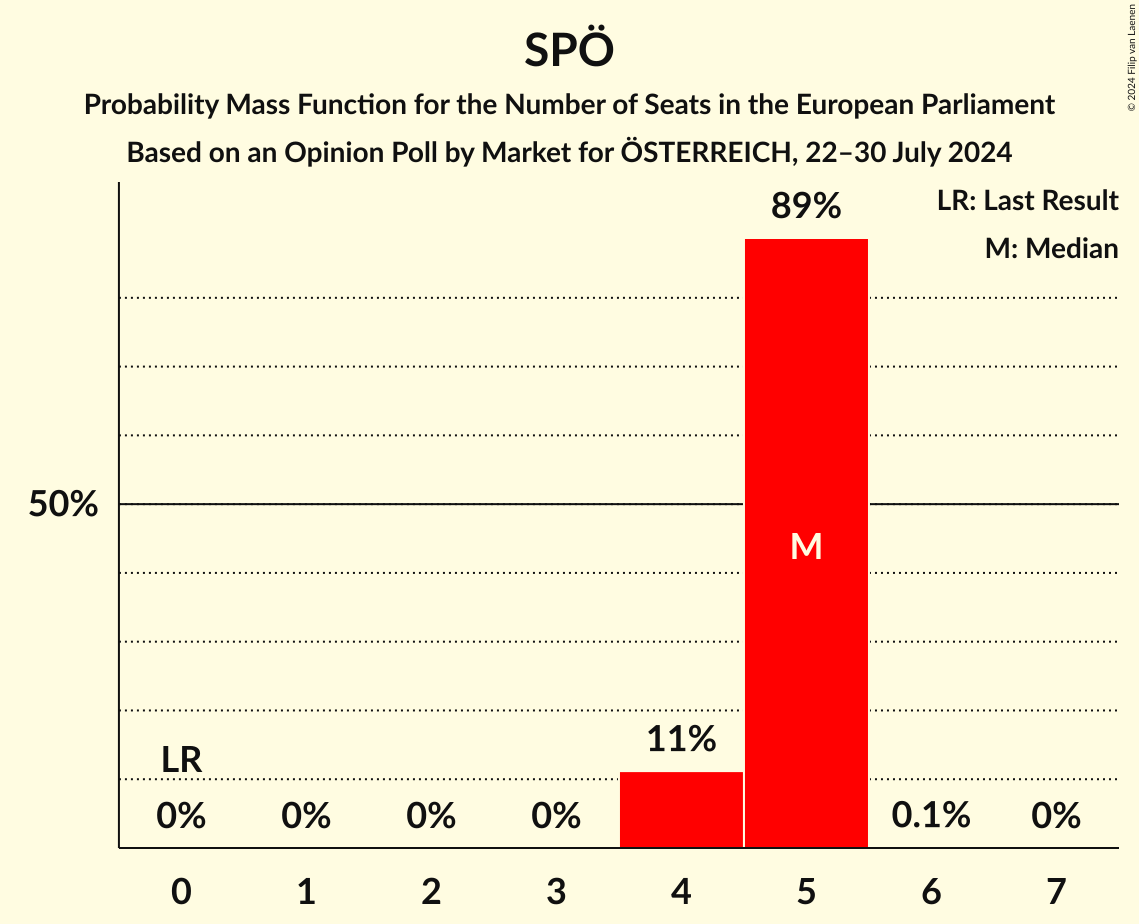 SPÖ
Probability Mass Function for the Number of Seats in the European Parliament
Based on an Opinion Poll by Market for ÖSTERREICH, 22–30 July 2024
© 2024 Filip van Laenen
LR: Last Result
M: Median
89%
50%
M
11%
LR
0% 0% 0% 0% 0.1% 0%
0 1 2 3 4 5 6 7